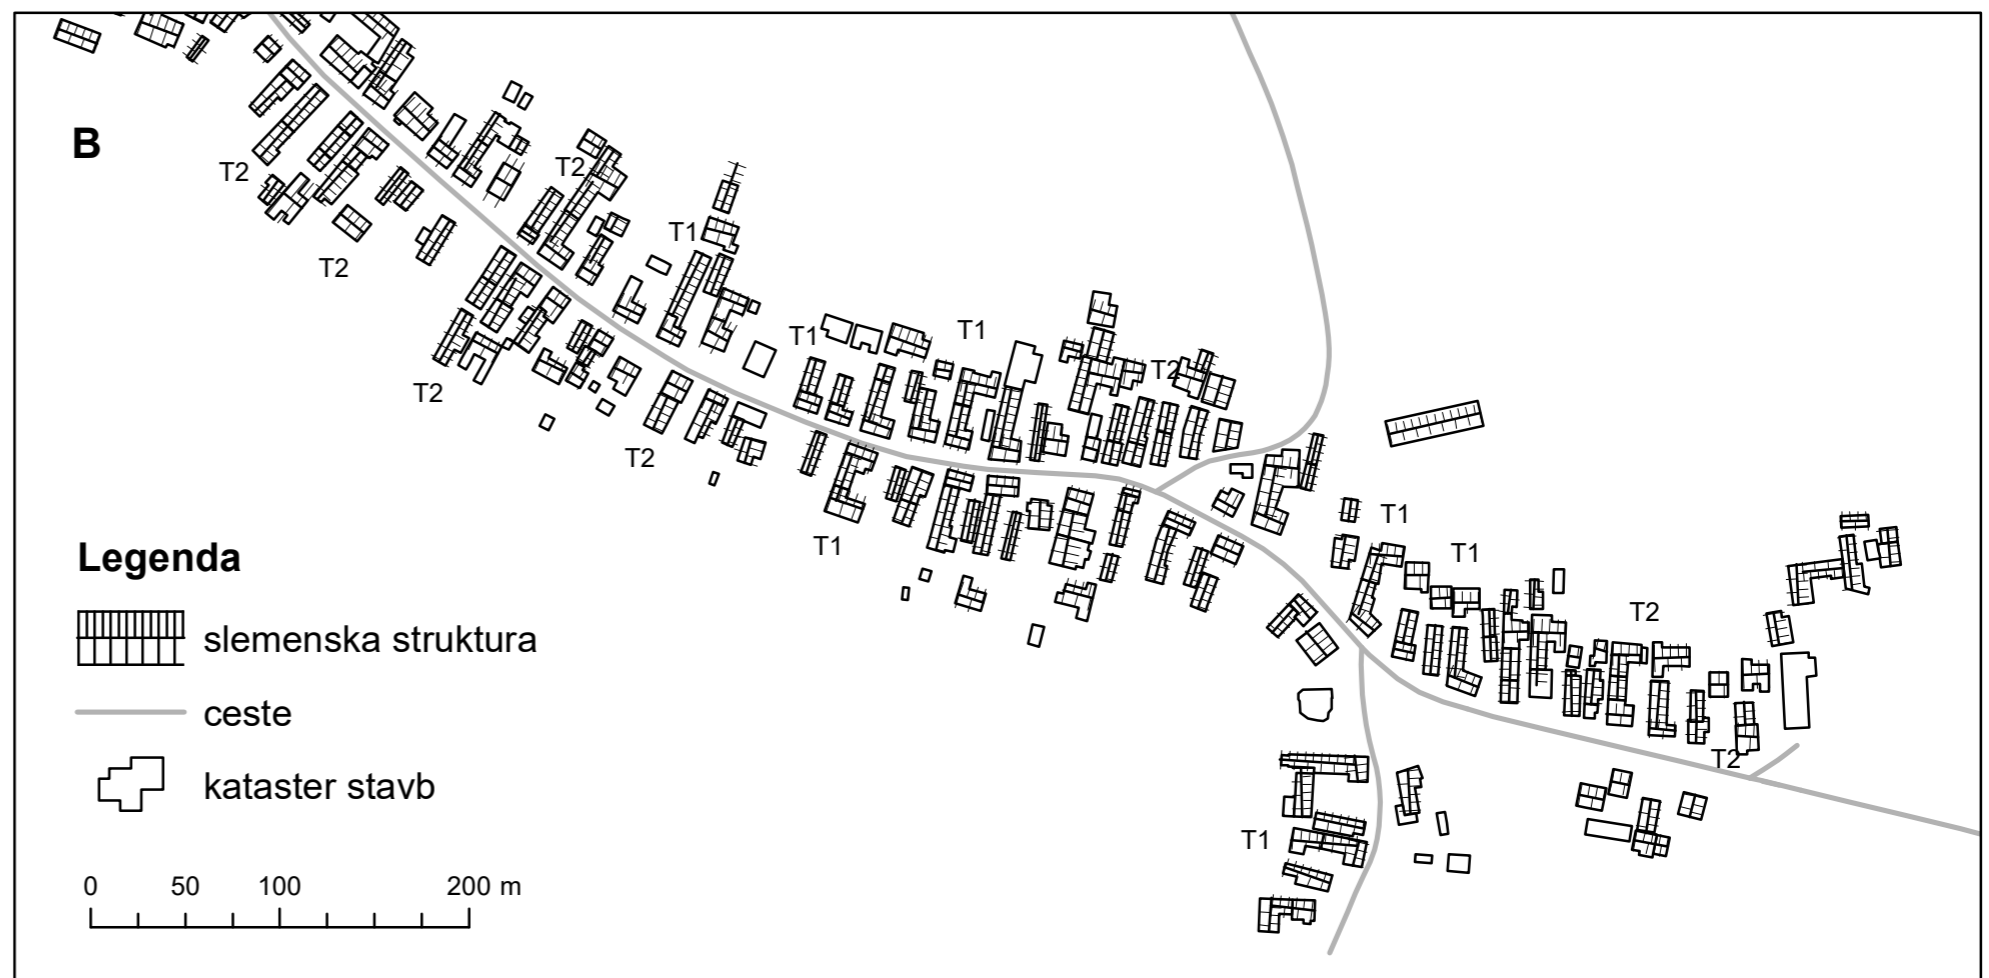 B
T2
T2
T2
T1
T2
T1
T1
T2
T2
T1
T1
T1
T2
T2
T1
Legenda
slemenska struktura
ceste
kataster stavb
0 50 100 200 m